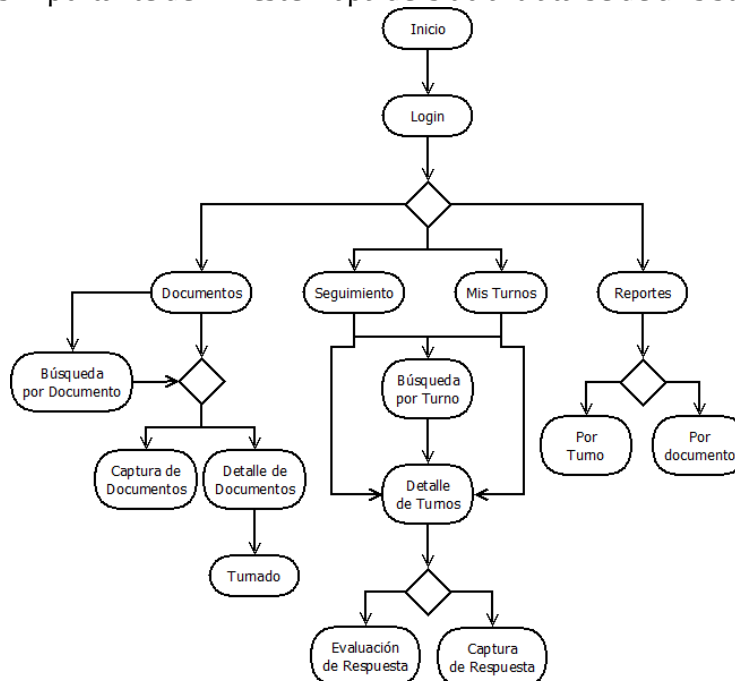 Inicio
Login
Documentos
Seguimiento
Mis Turnos
Reportes
Búsqueda
por Documento
Búsqueda
por Turno
Por
Turno
Por
documento
Captura de
Documentos
Detalle de
Documentos
Detalle
de Turnos
Turnado
Evaluación
de Respuesta
Captura
de Respuesta